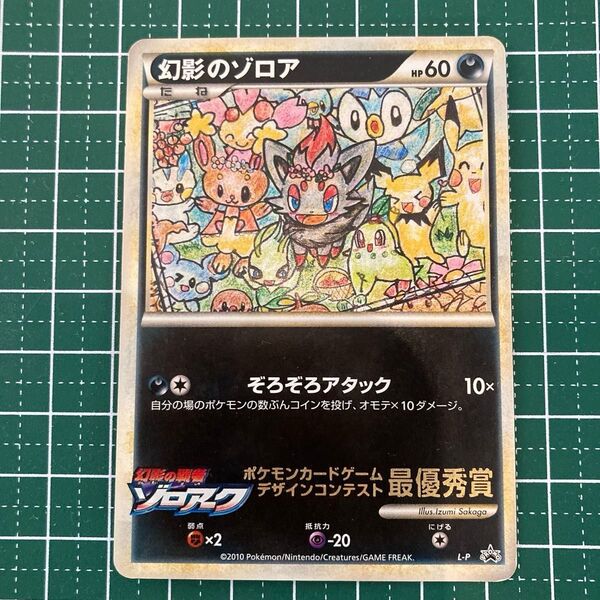 幻影のゾロア
HP60
たね
ぞろぞろアタック 10×
自分の場のポケモンの数ぶんコインを投げ、オモテ×10ダメージ。
幻影の覇者
ゾロアーク
ポケモンカードゲーム
デザインコンテスト 最優秀賞
Illus.Izumi Sakaga
弱点 抵抗力 にげる
×2 -20
©2010 Pokémon/Nintendo/Creatures/GAME FREAK. L-P